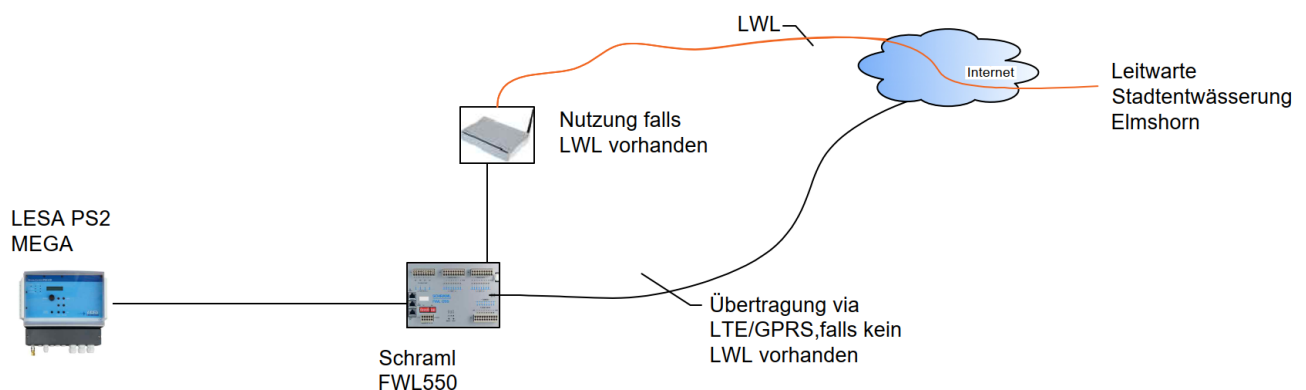 LWL
Internet
Leitwarte
Stadtentwässerung
Elmshorn
Nutzung falls
LWL vorhanden
LESA PS2
MEGA
Übertragung via
LTE/GPRS,falls kein
LWL vorhanden
Schraml
FWL550